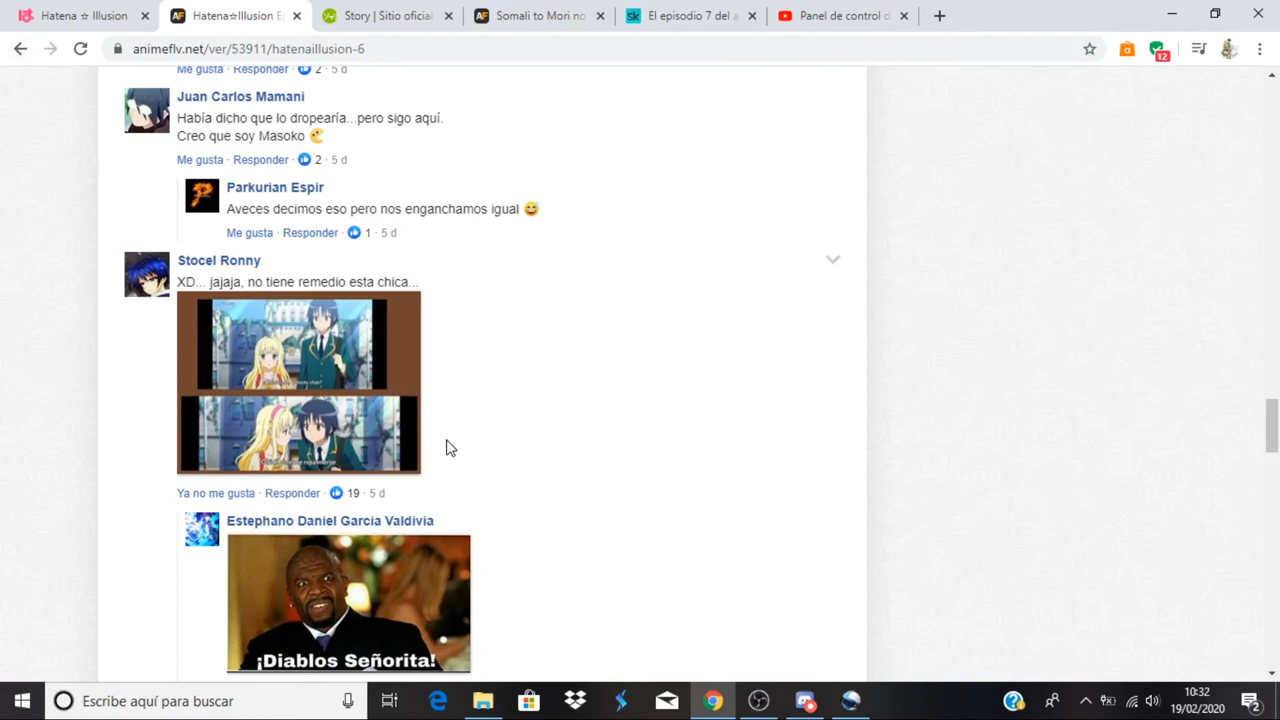 Hatena ☆ Illusion
Hatena☆Illusion Ep
Story | Sitio oficial
Somali to Mori no
El episodio 7 del a
Panel de control d
animeflv.net/ver/53911/hatenaillusion-6
12
Me gusta · Responder · 2 · 5 d
Juan Carlos Mamani
Había dicho que lo dropearía...pero sigo aquí.
Creo que soy Masoko
Me gusta · Responder · 2 · 5 d
Parkurian Espir
Aveces decimos eso pero nos enganchamos igual 😅
Me gusta · Responder · 1 · 5 d
Stocel Ronny
XD... jajaja, no tiene remedio esta chica...
Ya no me gusta · Responder · 19 · 5 d
Estephano Daniel Garcia Valdivia
¡Diablos Señorita!
Escribe aquí para buscar
10:32
19/02/2020
2